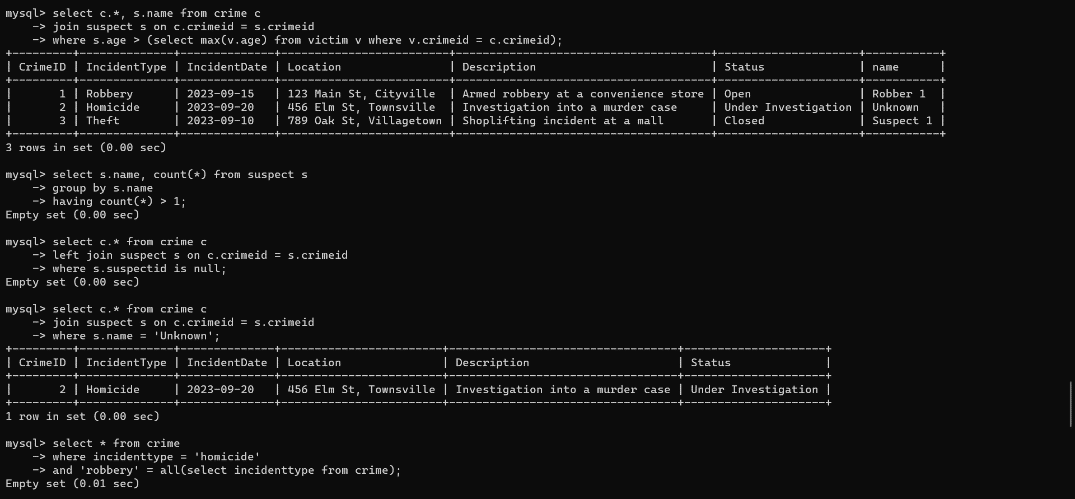 mysql> select c.*, s.name from crime c
    -> join suspect s on c.crimeid = s.crimeid
    -> where s.age > (select max(v.age) from victim v where v.crimeid = c.crimeid);
+---------+--------------+--------------+------------------------+--------------------------------------+---------------------+-----------+
| CrimeID | IncidentType | IncidentDate | Location               | Description                          | Status              | name      |
+---------+--------------+--------------+------------------------+--------------------------------------+---------------------+-----------+
|       1 | Robbery      | 2023-09-15   | 123 Main St, Cityville | Armed robbery at a convenience store | Open                | Robber 1  |
|       2 | Homicide     | 2023-09-20   | 456 Elm St, Townsville | Investigation into a murder case     | Under Investigation | Unknown   |
|       3 | Theft        | 2023-09-10   | 789 Oak St, Villagetown | Shoplifting incident at a mall       | Closed              | Suspect 1 |
+---------+--------------+--------------+------------------------+--------------------------------------+---------------------+-----------+
3 rows in set (0.00 sec)
mysql> select s.name, count(*) from suspect s
    -> group by s.name
    -> having count(*) > 1;
Empty set (0.00 sec)
mysql> select c.* from crime c
    -> left join suspect s on c.crimeid = s.crimeid
    -> where s.suspectid is null;
Empty set (0.00 sec)
mysql> select c.* from crime c
    -> join suspect s on c.crimeid = s.crimeid
    -> where s.name = 'Unknown';
+---------+--------------+--------------+------------------------+----------------------------------+---------------------+
| CrimeID | IncidentType | IncidentDate | Location               | Description                      | Status              |
+---------+--------------+--------------+------------------------+----------------------------------+---------------------+
|       2 | Homicide     | 2023-09-20   | 456 Elm St, Townsville | Investigation into a murder case | Under Investigation |
+---------+--------------+--------------+------------------------+----------------------------------+---------------------+
1 row in set (0.00 sec)
mysql> select * from crime
    -> where incidenttype = 'homicide'
    -> and 'robbery' = all(select incidenttype from crime);
Empty set (0.01 sec)